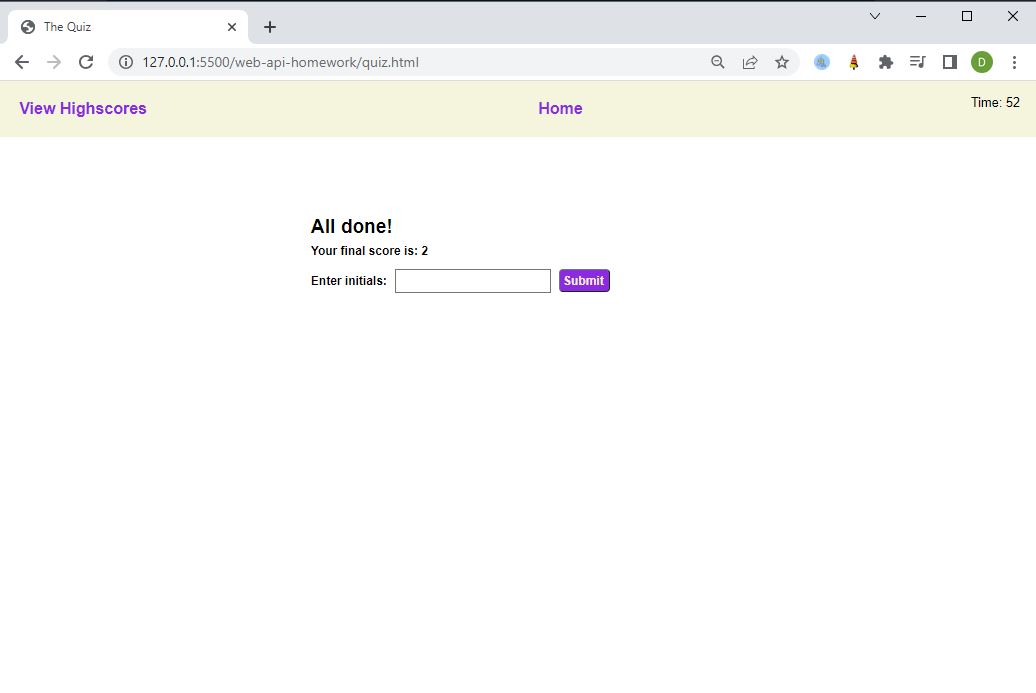 The Quiz
127.0.0.1:5500/web-api-homework/quiz.html
D
View Highscores
Home
Time: 52
All done!
Your final score is: 2
Enter initials:
Submit